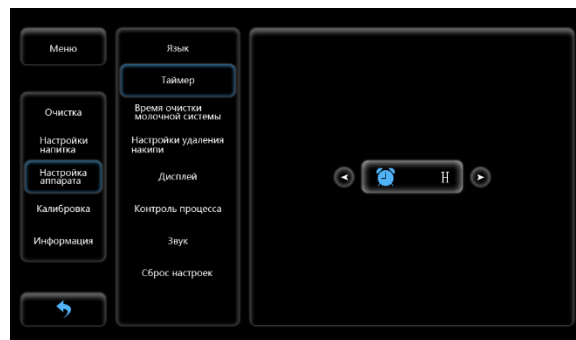 Меню
Очистка
Настройки
напитка
Настройка
аппарата
Калибровка
Информация
Язык
Таймер
Время очистки
молочной системы
Настройки удаления
накипи
Дисплей
Контроль процесса
Звук
Сброс настроек
H